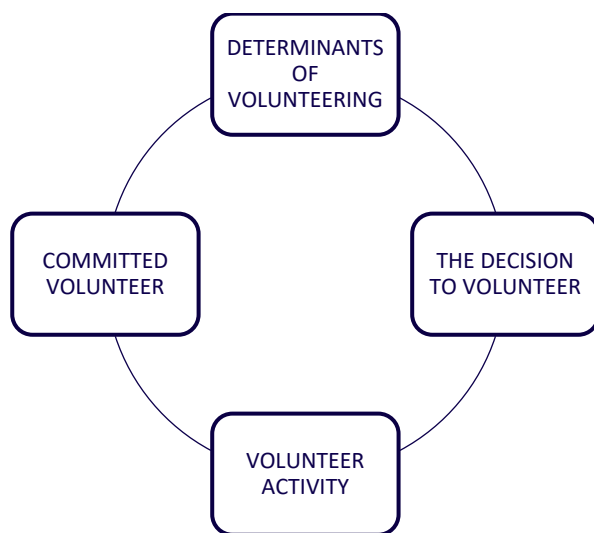 DETERMINANTS
OF
VOLUNTEERING
COMMITTED
VOLUNTEER
THE DECISION
TO VOLUNTEER
VOLUNTEER
ACTIVITY